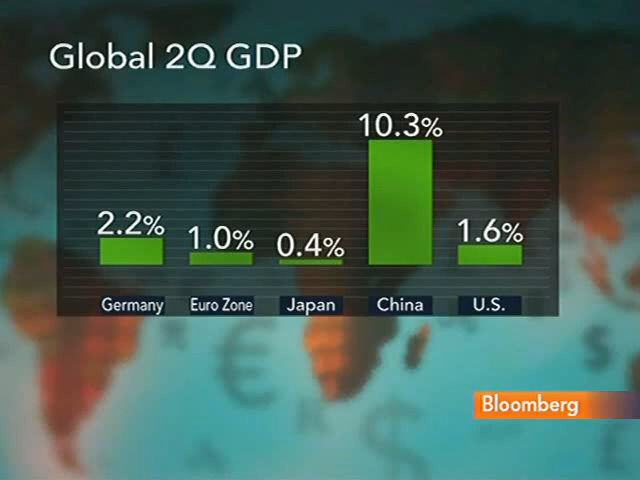 Global 2Q GDP
10.3%
2.2%
1.0%
0.4%
1.6%
Germany
Euro Zone
Japan
China
U.S.
Bloomberg